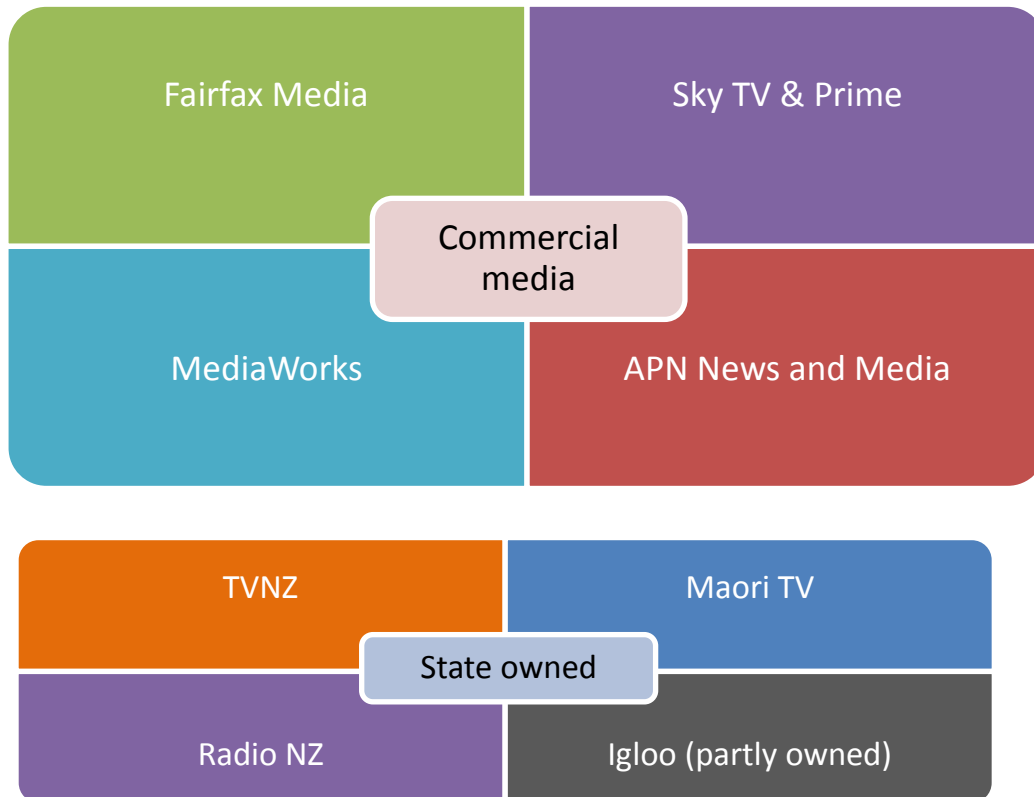 Fairfax Media
Sky TV & Prime
Commercial
media
MediaWorks
APN News and Media
TVNZ
Maori TV
State owned
Radio NZ
Igloo (partly owned)